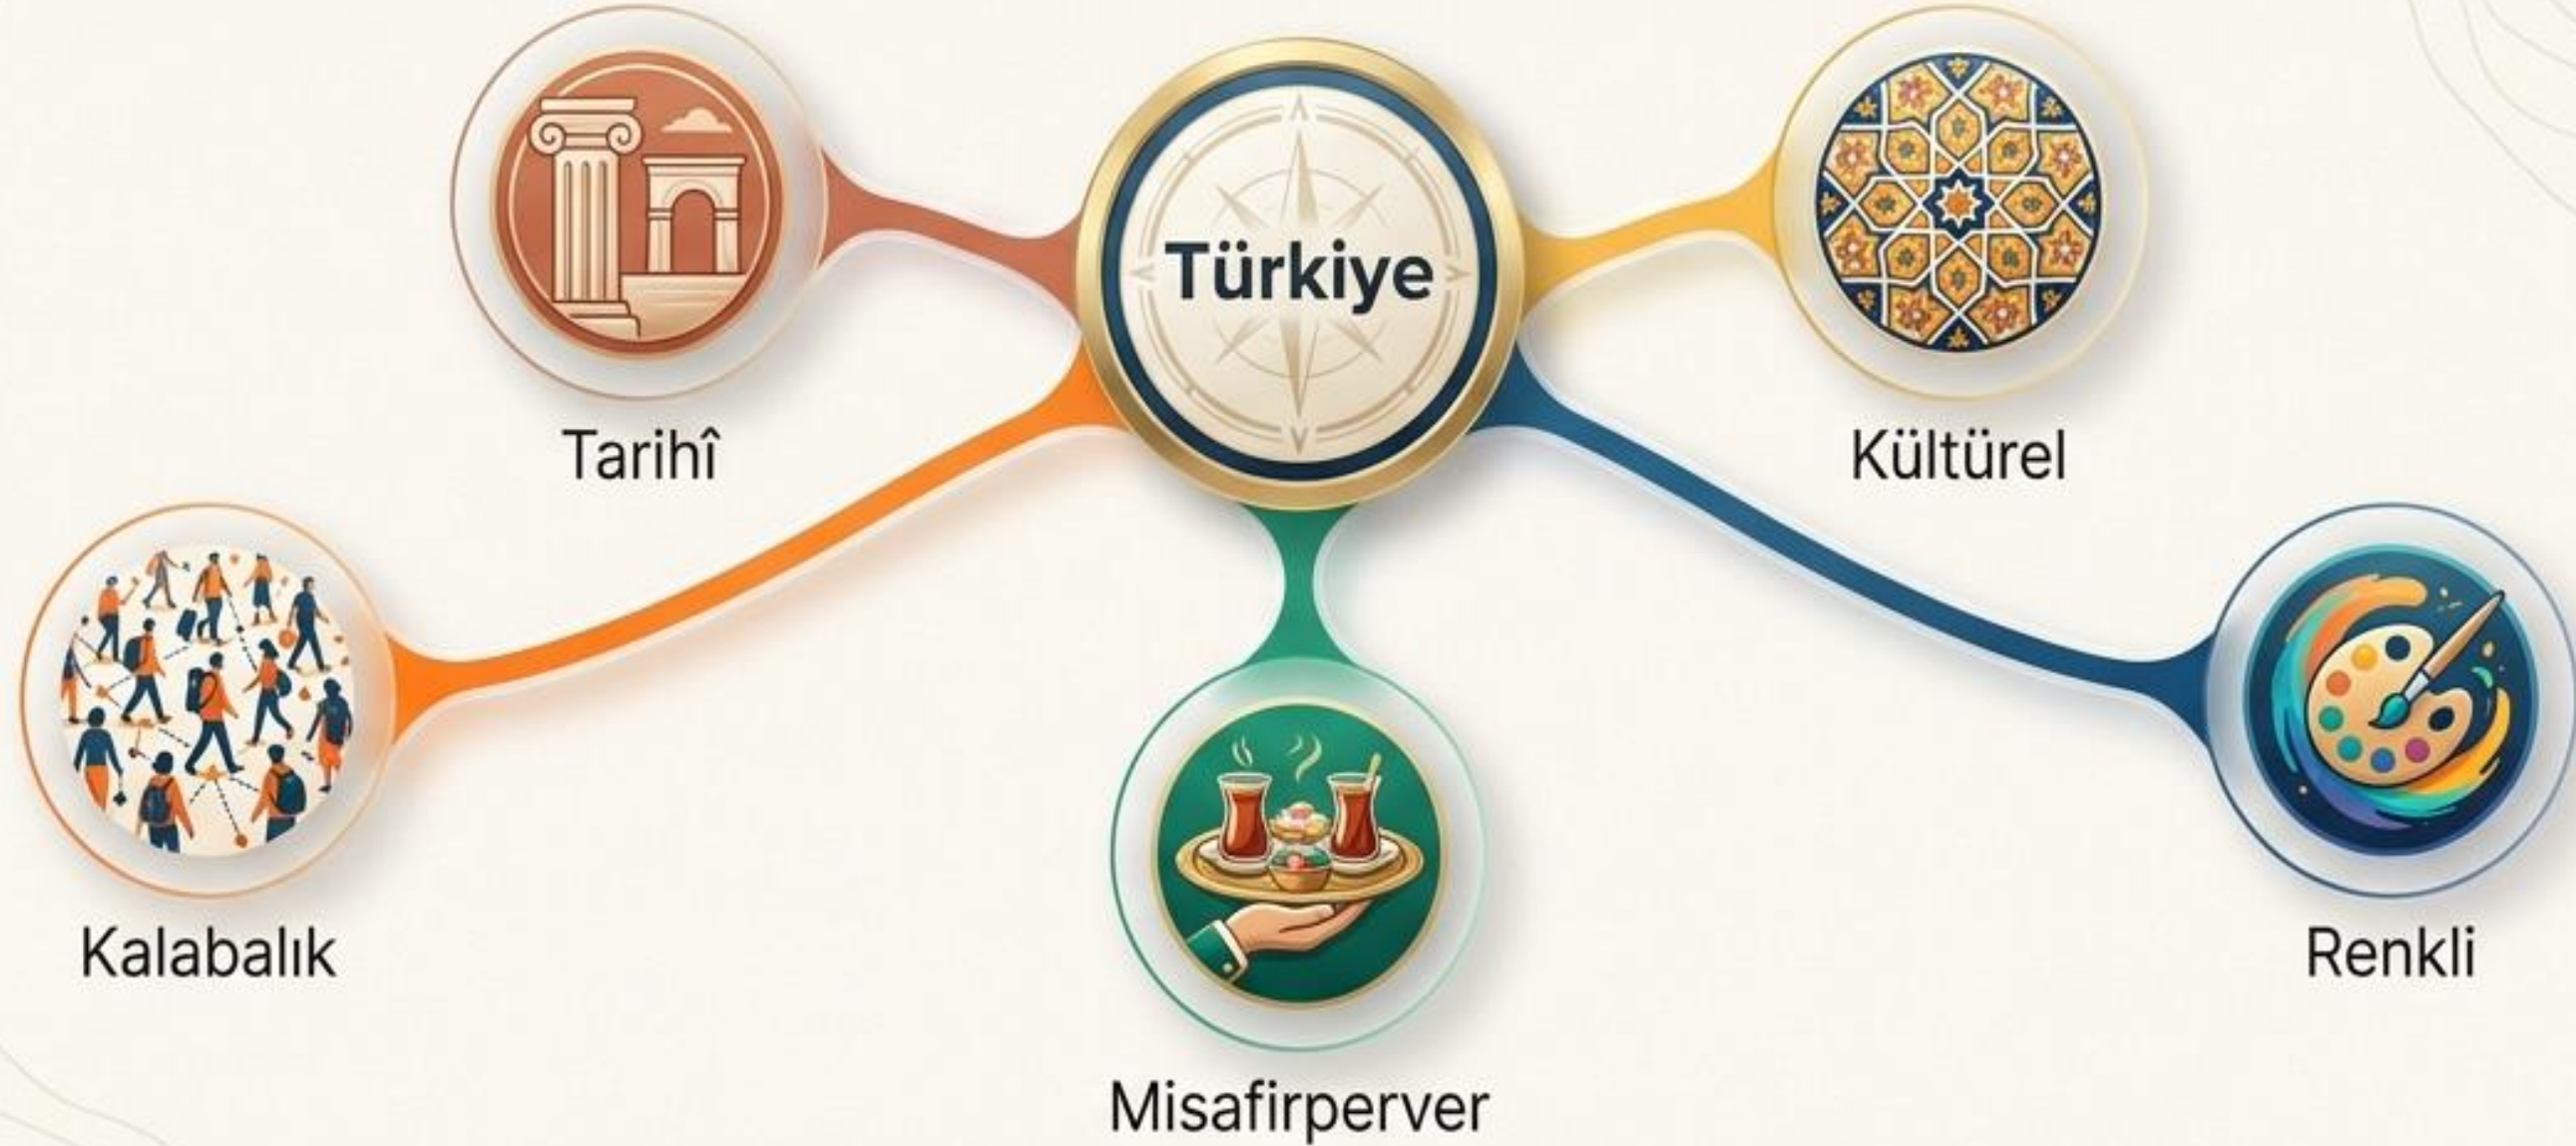 Türkiye
Tarihî
Kültürel
Kalabalık
Renkli
Misafirperver